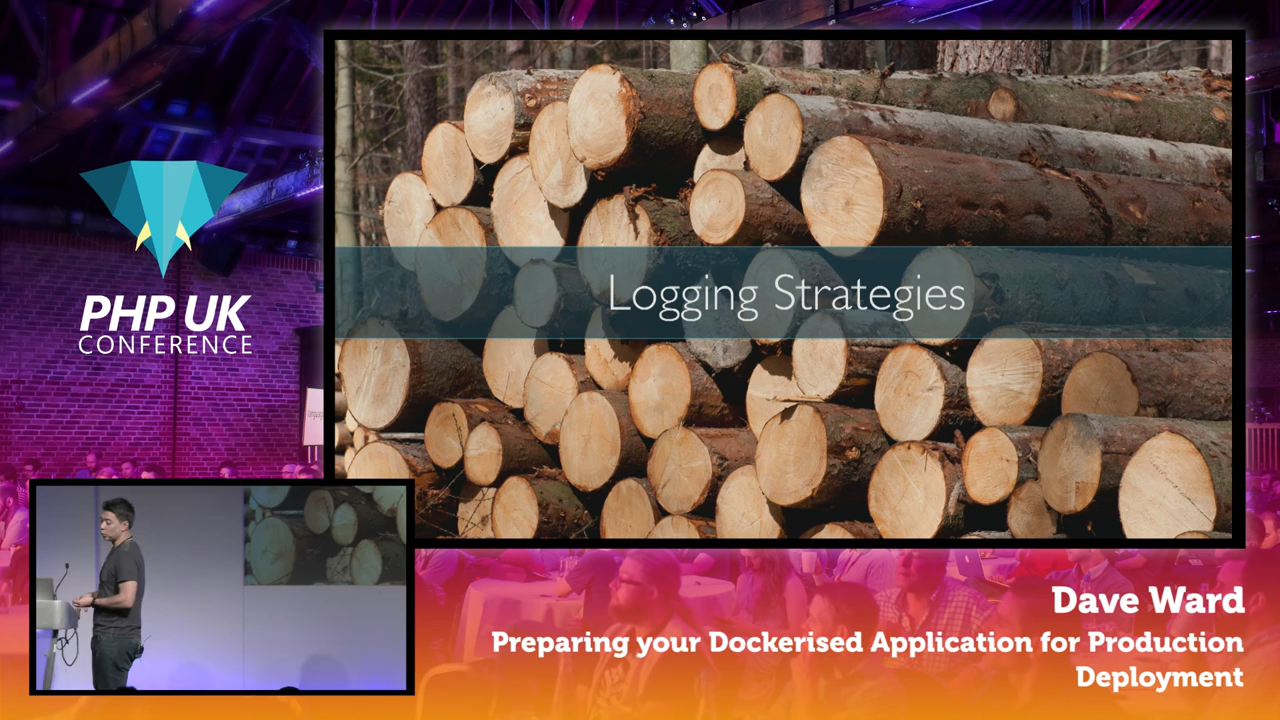 Logging Strategies
PHP UK
CONFERENCE
Dave Ward
Preparing your Dockerised Application for Production
Deployment